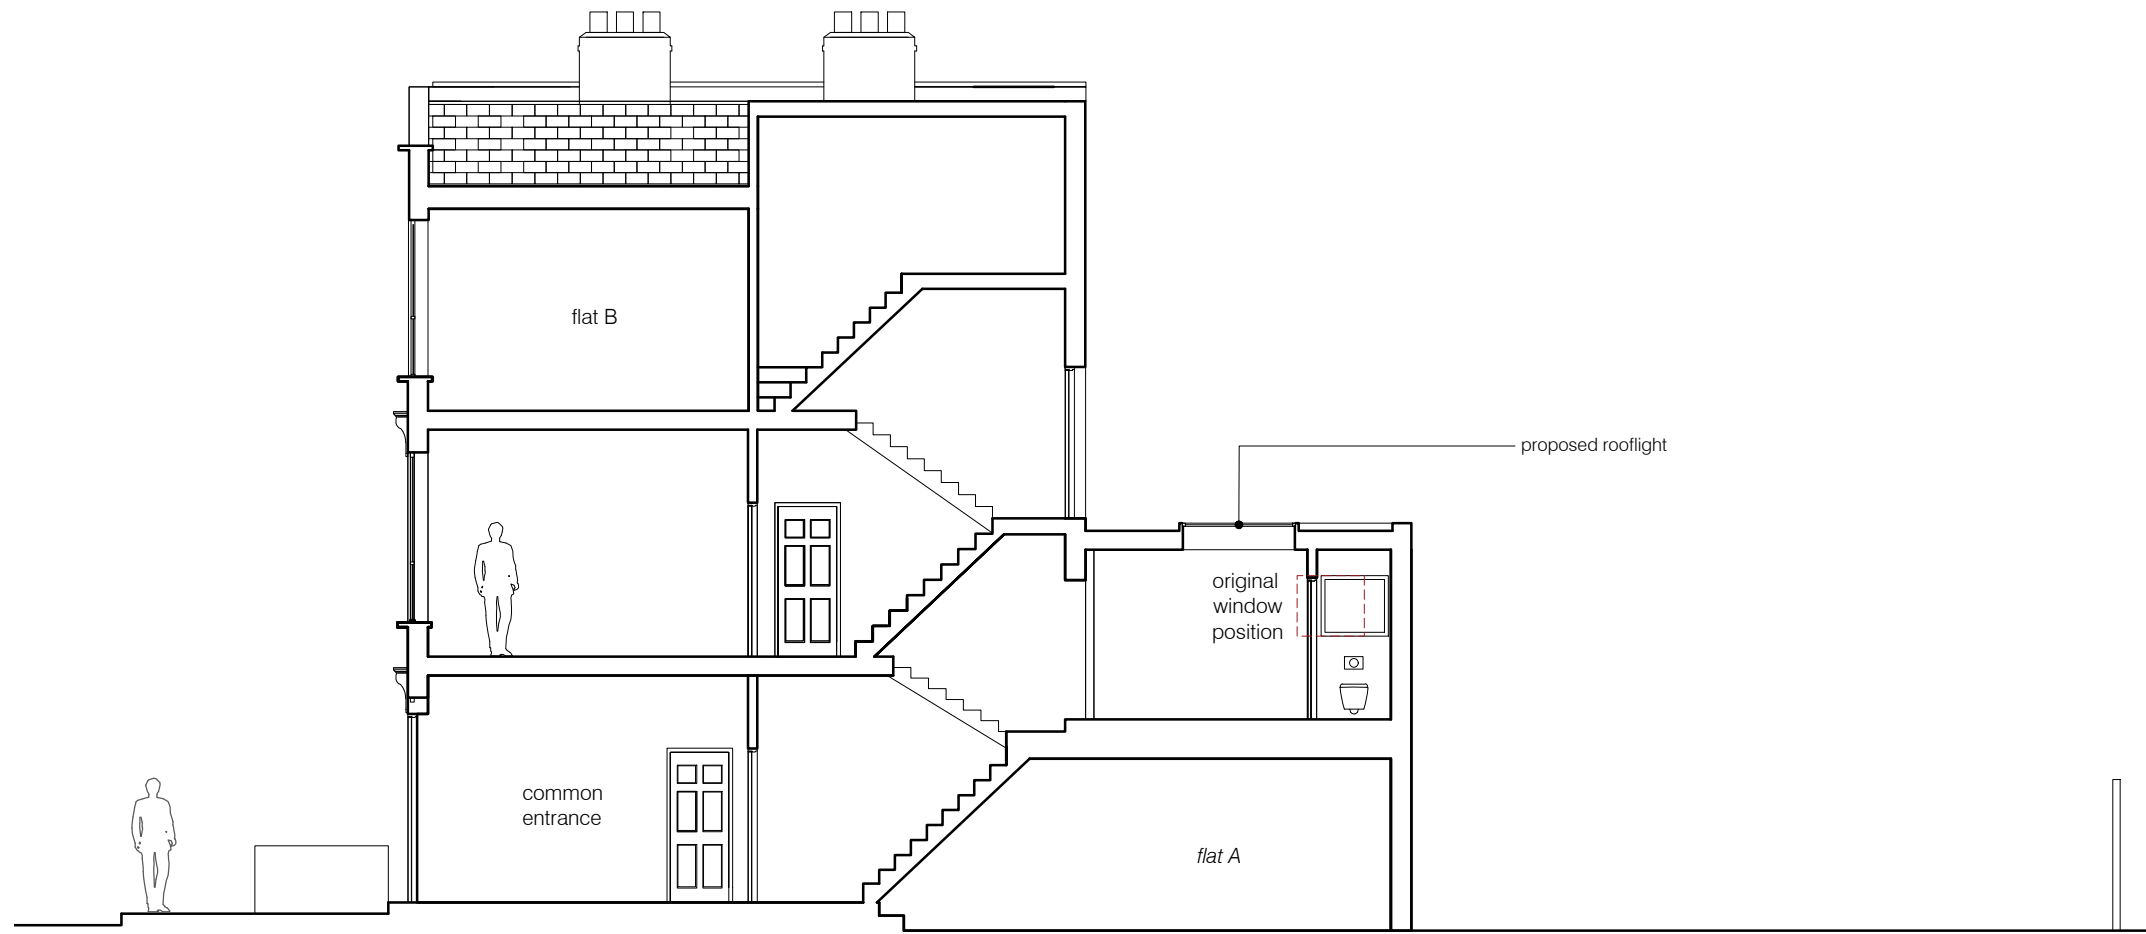 flat B
proposed rooflight
original
window
position
common
entrance
flat A